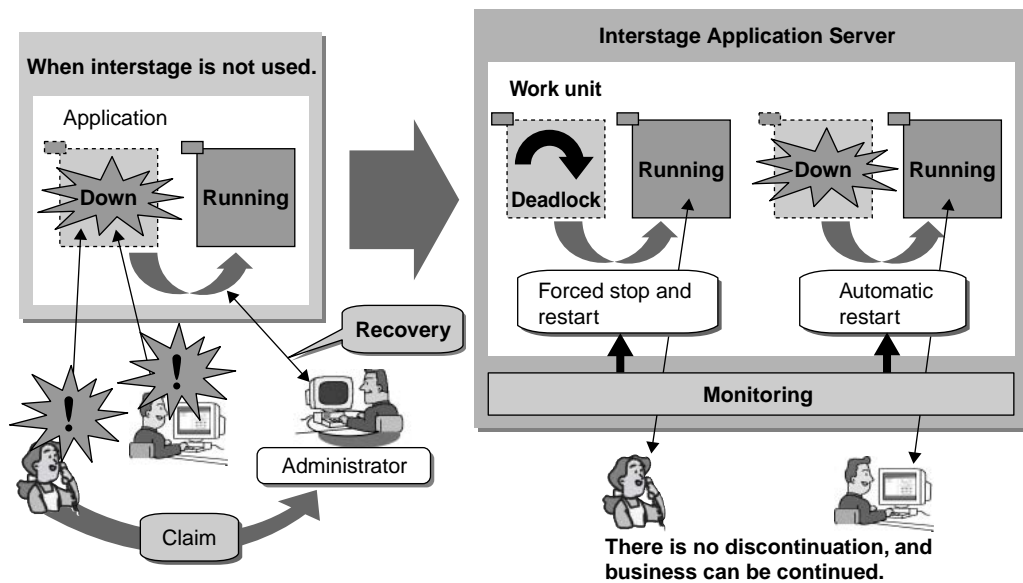 When interstage is not used.
Application
Down
Running
Recovery
!
!
Administrator
Claim
Interstage Application Server
Work unit
Deadlock
Running
Down
Running
Forced stop and
restart
Automatic
restart
Monitoring
There is no discontinuation, and
business can be continued.